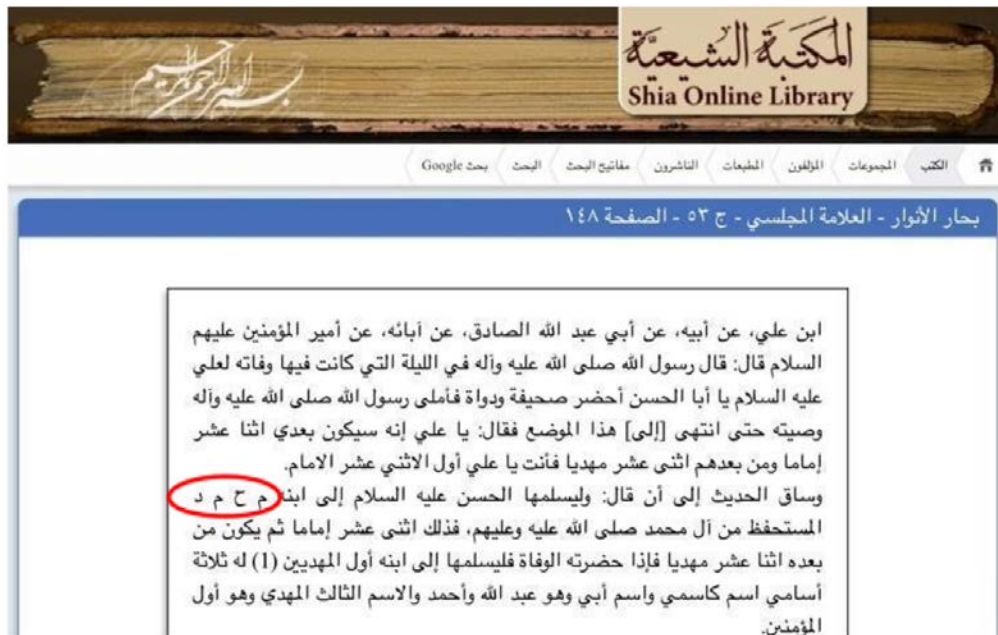 المكتبة الشيعية
Shia Online Library
بسم الله الرحمن الرحيم
الكتب المجموعات المؤلفون الطبعات الناشرون مفاتيح البحث البحث بحث Google
بحار الأنوار - العلامة المجلسي - ج ٥٣ - الصفحة ١٤٨
ابن علي، عن أبيه، عن أبي عبد الله الصادق، عن آبائه، عن أمير المؤمنين عليهم
السلام قال: قال رسول الله صلى الله عليه وآله في الليلة التي كانت فيها وفاته لعلي
عليه السلام يا أبا الحسن أحضر صحيفة ودواة فأملى رسول الله صلى الله عليه وآله
وصيته حتى انتهى [إلى] هذا الموضع فقال: يا علي إنه سيكون بعدي اثنا عشر
إماما ومن بعدهم اثنى عشر مهديا فأنت يا علي أول الاثني عشر الامام.
وساق الحديث إلى أن قال: وليسلمها الحسن عليه السلام إلى ابنه م ح م د
المستحفظ من آل محمد صلى الله عليه وعليهم، فذلك اثنى عشر إماما ثم يكون من
بعده اثنا عشر مهديا فإذا حضرته الوفاة فليسلمها إلى ابنه أول المهديين (1) له ثلاثة
أسامي اسم كاسمي واسم أبي وهو عبد الله وأحمد والاسم الثالث المهدي وهو أول
المؤمنين.